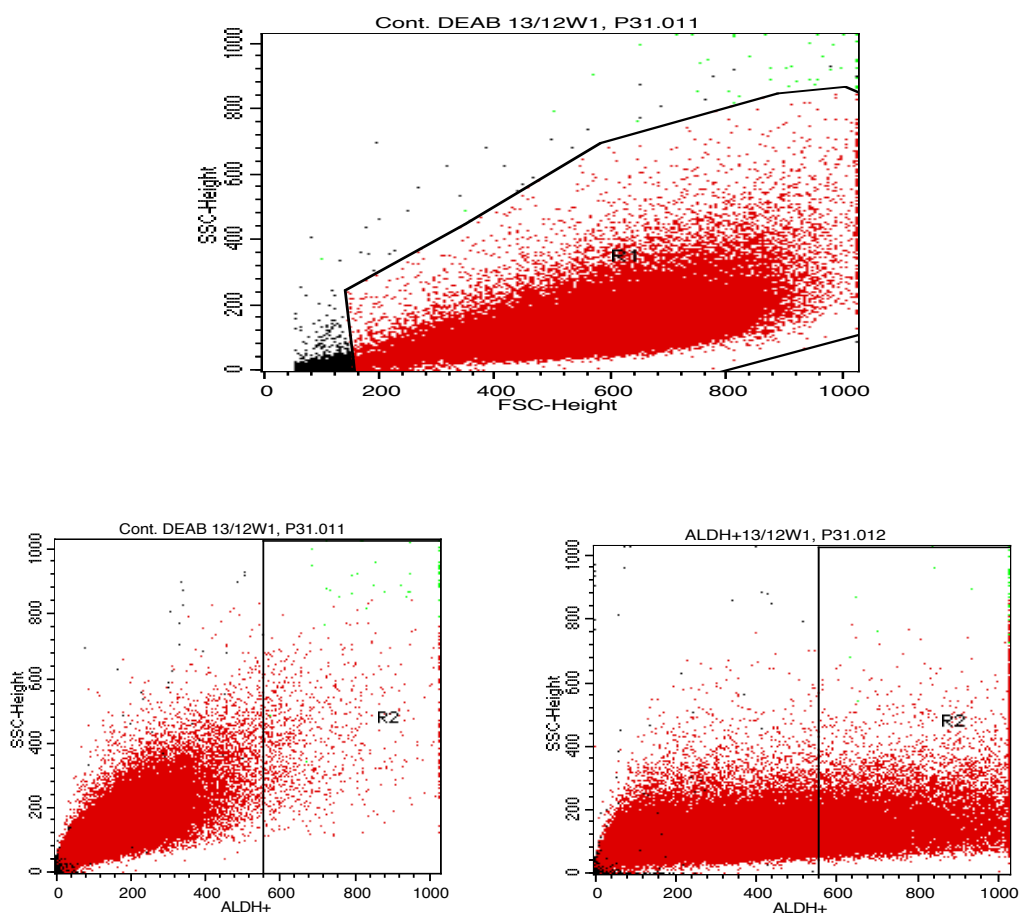 Cont. DEAB 13/12W1, P31.011
1000
800
600
400
200
0
SSC-Height
R1
0 200 400 600 800 1000
FSC-Height
Cont. DEAB 13/12W1, P31.011
1000
800
600
400
200
0
SSC-Height
R2
0 200 400 600 800 1000
ALDH+
ALDH+13/12W1, P31.012
1000
800
600
400
200
0
SSC-Height
R2
0 200 400 600 800 1000
ALDH+